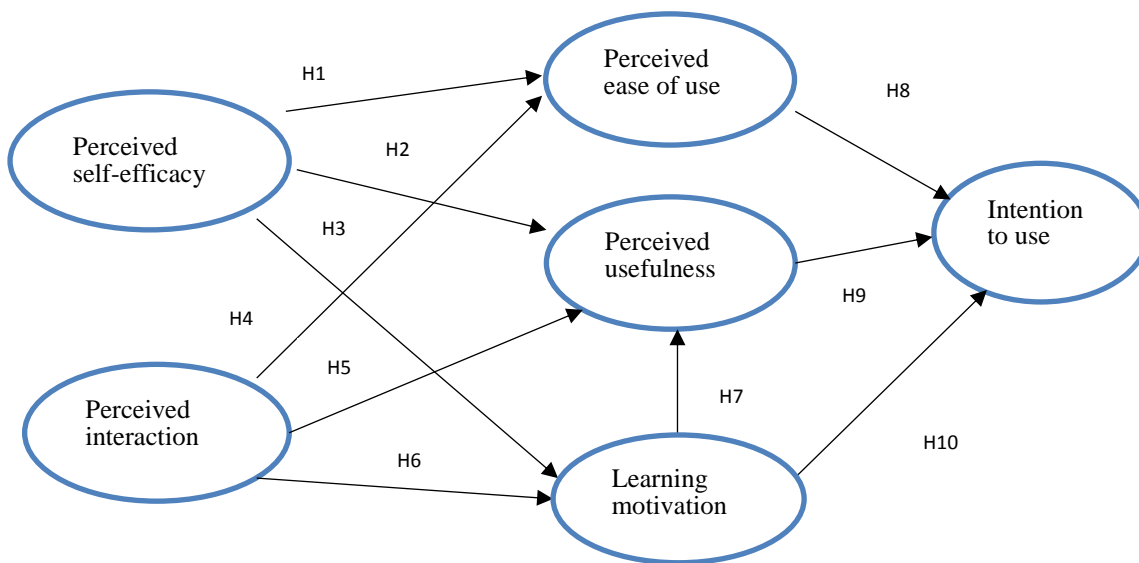 H1
Perceived
ease of use
H8
Perceived
self-efficacy
H2
H3
Perceived
usefulness
Intention
to use
H9
H4
H5
Perceived
interaction
H7
H6
H10
Learning
motivation